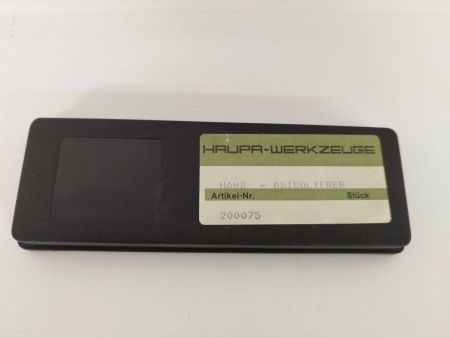 HAUPA-WERKZEUGE
HAND - ABISOLIERER
Artikel-Nr. Stück
200075